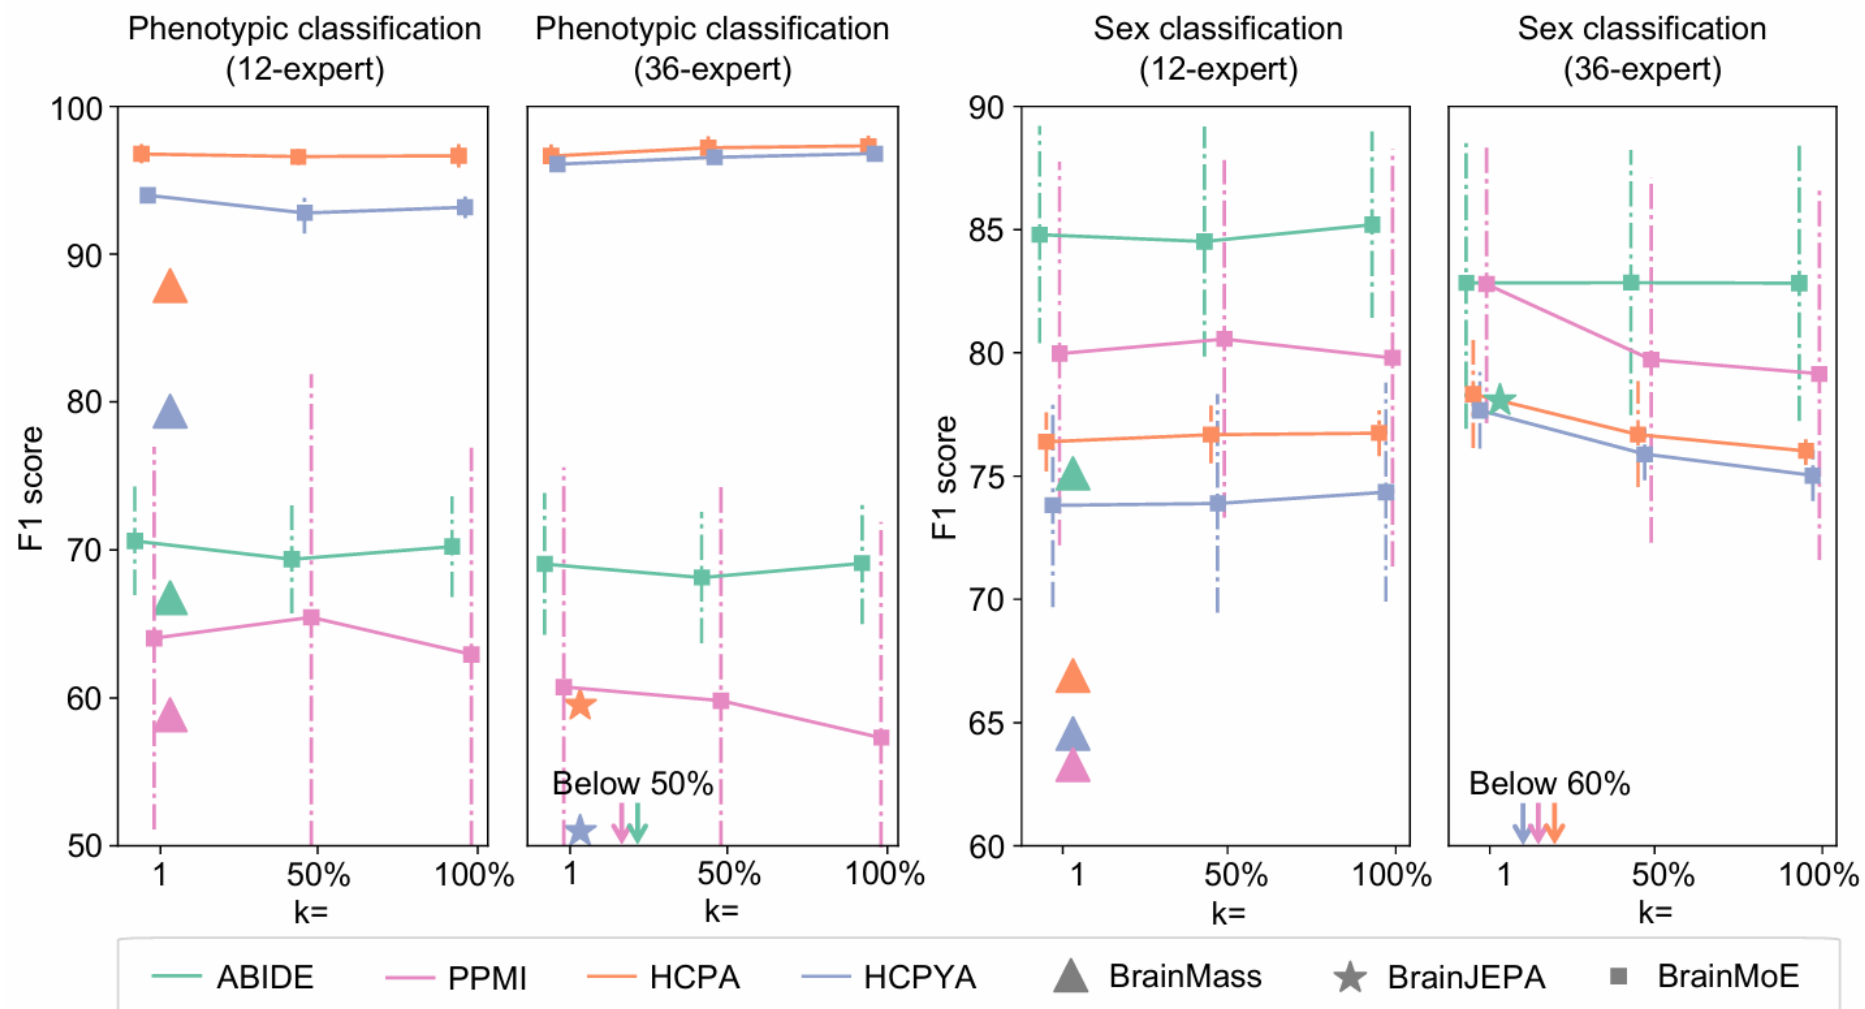 Phenotypic classification
(12-expert)
Phenotypic classification
(36-expert)
Sex classification
(12-expert)
Sex classification
(36-expert)
F1 score
100
90
80
70
60
50
1 50% 100%
k=
Below 50%
1 50% 100%
k=
F1 score
90
85
80
75
70
65
60
1 50% 100%
k=
Below 60%
1 50% 100%
k=
ABIDE PPMI HCPA HCPYA BrainMass BrainJEPA BrainMoE